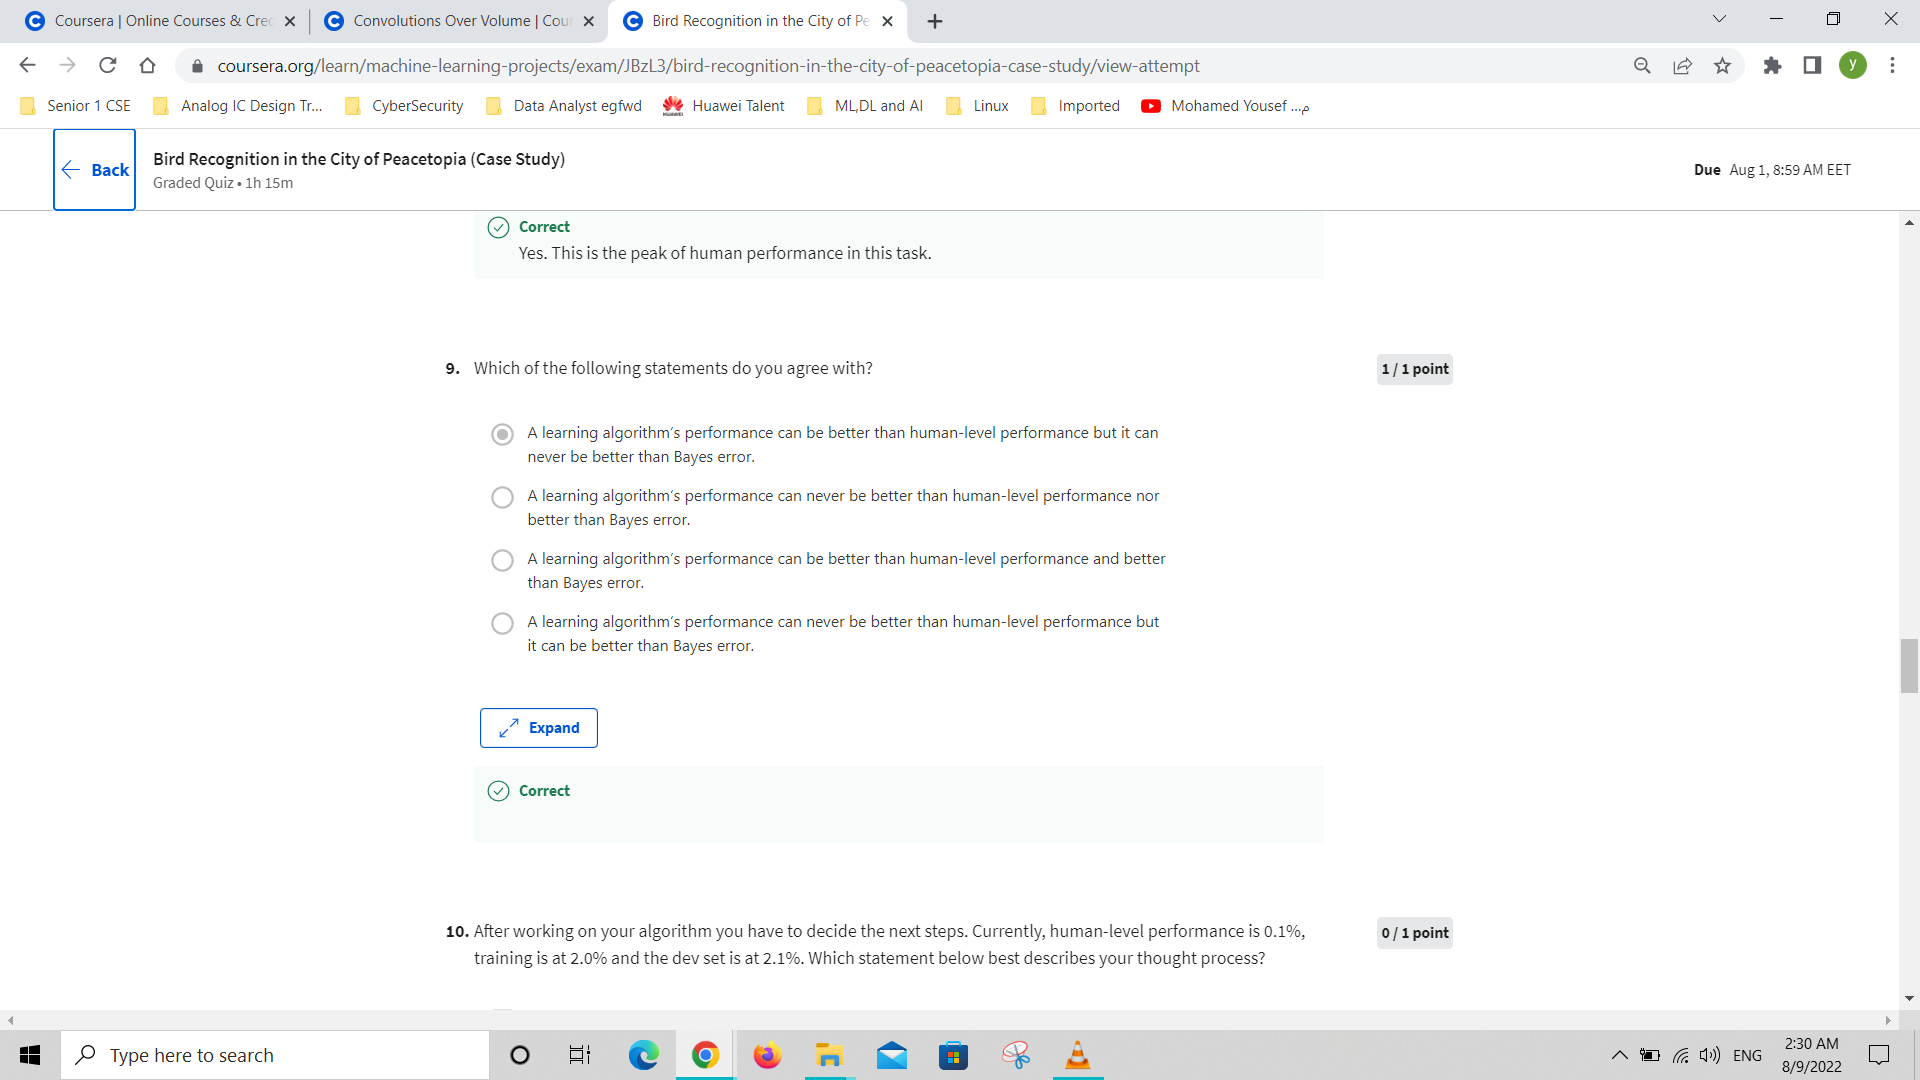 Coursera | Online Courses & Cre
Convolutions Over Volume | Cou
Bird Recognition in the City of Pe
coursera.org/learn/machine-learning-projects/exam/JBzL3/bird-recognition-in-the-city-of-peacetopia-case-study/view-attempt
y
Senior 1 CSE
Analog IC Design Tr...
CyberSecurity
Data Analyst egfwd
Huawei Talent
ML,DL and AI
Linux
Imported
Mohamed Yousef ...م
Back
Bird Recognition in the City of Peacetopia (Case Study)
Graded Quiz • 1h 15m
Due Aug 1, 8:59 AM EET
Correct
Yes. This is the peak of human performance in this task.
9. Which of the following statements do you agree with?
1 / 1 point
A learning algorithm's performance can be better than human-level performance but it can
never be better than Bayes error.
A learning algorithm's performance can never be better than human-level performance nor
better than Bayes error.
A learning algorithm's performance can be better than human-level performance and better
than Bayes error.
A learning algorithm's performance can never be better than human-level performance but
it can be better than Bayes error.
Expand
Correct
10. After working on your algorithm you have to decide the next steps. Currently, human-level performance is 0.1%,
training is at 2.0% and the dev set is at 2.1%. Which statement below best describes your thought process?
0 / 1 point
Type here to search
ENG
2:30 AM
8/9/2022